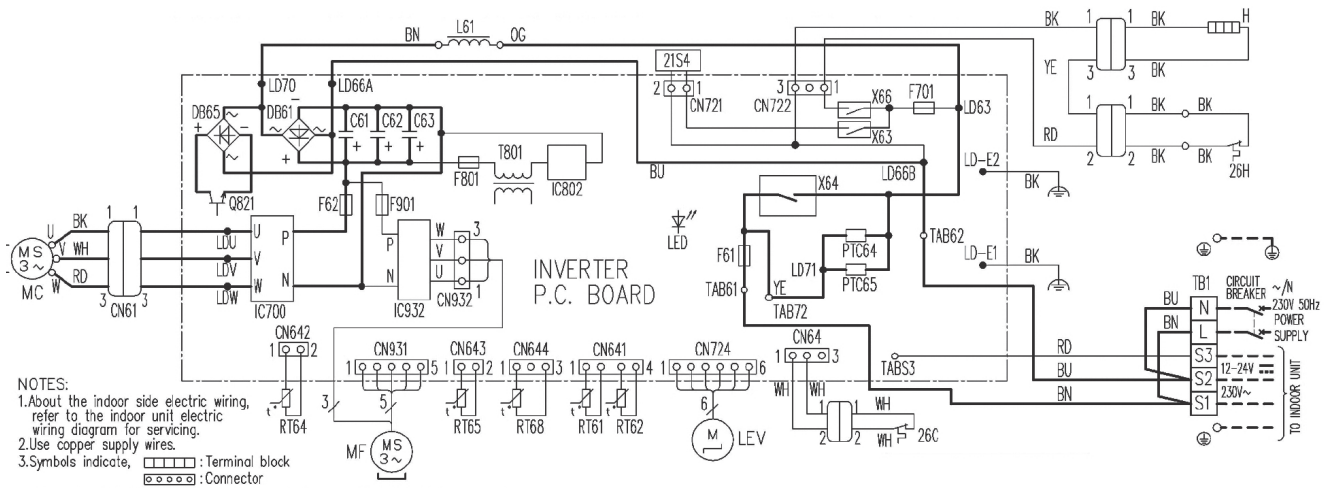 BN L61 OG
BK 1 1 BK H
YE 3 3 BK
21S4
LD70 LD66A
2 1 CN721
3 1 CN722
X66 F701
X63
LD63
DB65 DB61
C61 C62 C63
+ - ~ ~
T801
F801
IC802
BU
LD66B
RD 1 1 BK BK
2 2 BK BK
26H
LD-E2
BK
Q821
F62 F901
X64
LED
U BK 1 1
V WH
W RD 3 3
MS
3~
MC
CN61
LDU
LDV
LDW
U P
V
W N
IC700
P W 3
V
N U 1
IC932
CN932
INVERTER
P.C. BOARD
F61
PTC64
LD71
PTC65
TAB61
YE
TAB72
TAB62
LD-E1
BK
TB1
CIRCUIT
BREAKER
~/N
230V 50Hz
POWER
SUPPLY
BU N
BN L
RD S3
12-24V
BU S2
230V~
BN S1
TO INDOOR UNIT
TABS3
CN642
1 2
CN931
1 5
CN643
1 2
CN644
1 3
CN641
1 4
CN724
1 6
CN64
1 3
t° RT64
3
5
MF
MS
3~
t° RT65
t° RT68
t° RT61
t° RT62
6
M
LEV
WH WH
1 1 WH
2 2 WH
26C
NOTES:
1.About the indoor side electric wiring,
refer to the indoor unit electric
wiring diagram for servicing.
2.Use copper supply wires.
3.Symbols indicate, : Terminal block
: Connector